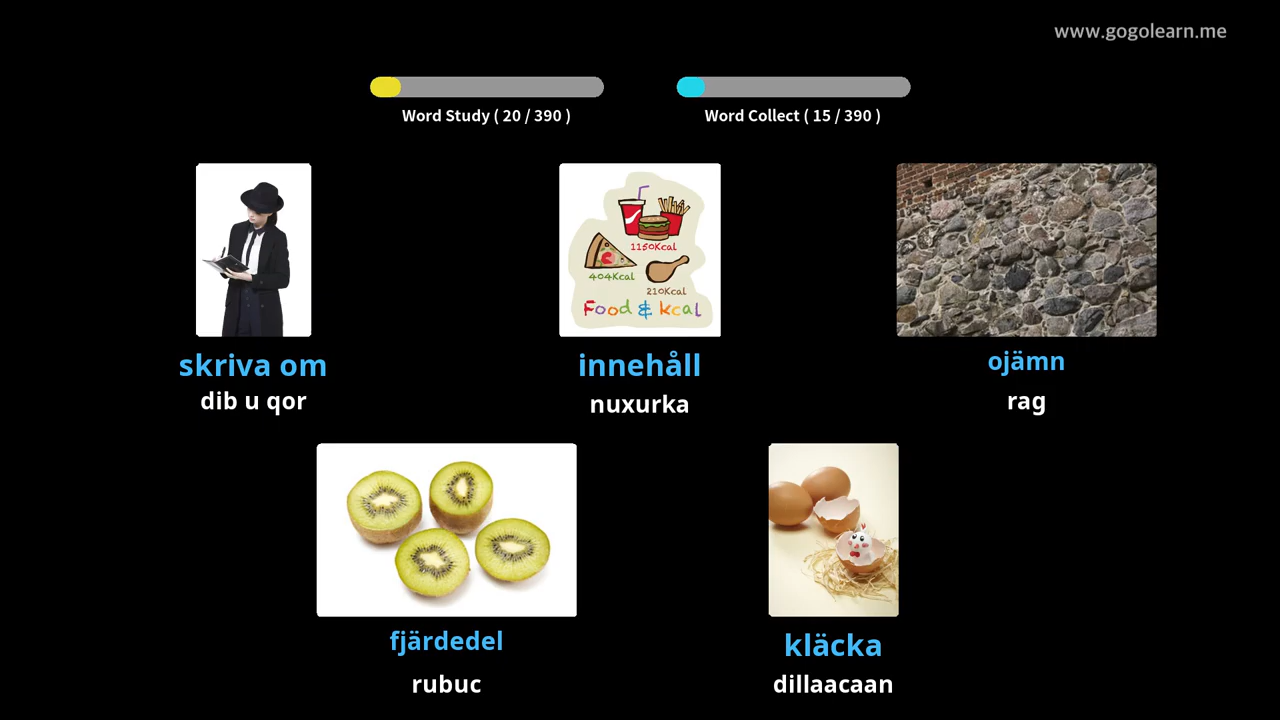 www.gogolearn.me
Word Study ( 20 / 390 )
Word Collect ( 15 / 390 )
1150Kcal
404Kcal
210Kcal
Food & kcal
skriva om
dib u qor
innehåll
nuxurka
ojämn
rag
fjärdedel
rubuc
kläcka
dillaacaan